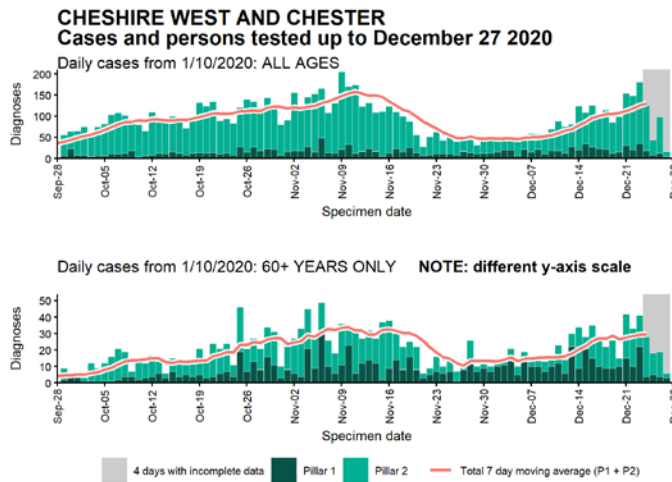 CHESHIRE WEST AND CHESTER
Cases and persons tested up to December 27 2020
Daily cases from 1/10/2020: ALL AGES
Diagnoses
200
150
100
50
0
Sep-28
Oct-05
Oct-12
Oct-19
Oct-26
Nov-02
Nov-09
Nov-16
Nov-23
Nov-30
Dec-07
Dec-14
Dec-21
Specimen date
Daily cases from 1/10/2020: 60+ YEARS ONLY NOTE: different y-axis scale
Diagnoses
50
40
30
20
10
0
Sep-28
Oct-05
Oct-12
Oct-19
Oct-26
Nov-02
Nov-09
Nov-16
Nov-23
Nov-30
Dec-07
Dec-14
Dec-21
Specimen date
4 days with incomplete data Pillar 1 Pillar 2 Total 7 day moving average (P1 + P2)